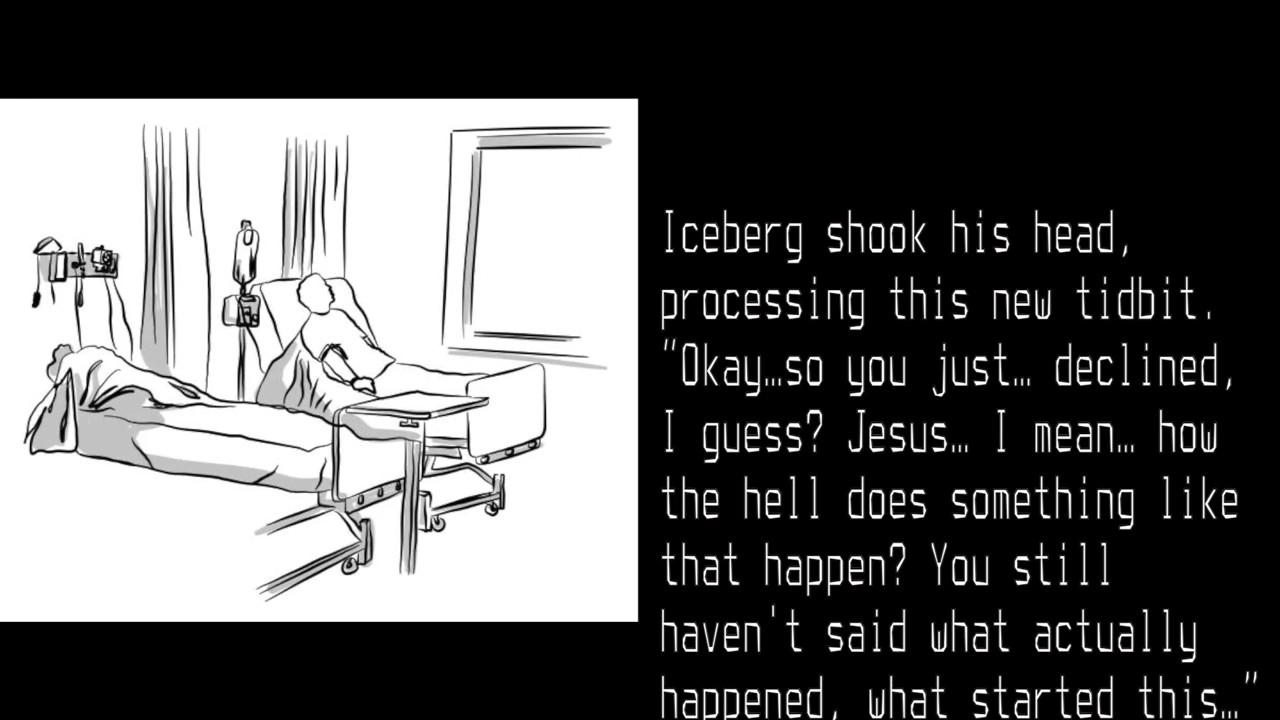 Iceberg shook his head,
processing this new tidbit.
“Okay…so you just… declined,
I guess? Jesus… I mean… how
the hell does something like
that happen? You still
haven't said what actually
happened, what started this…”